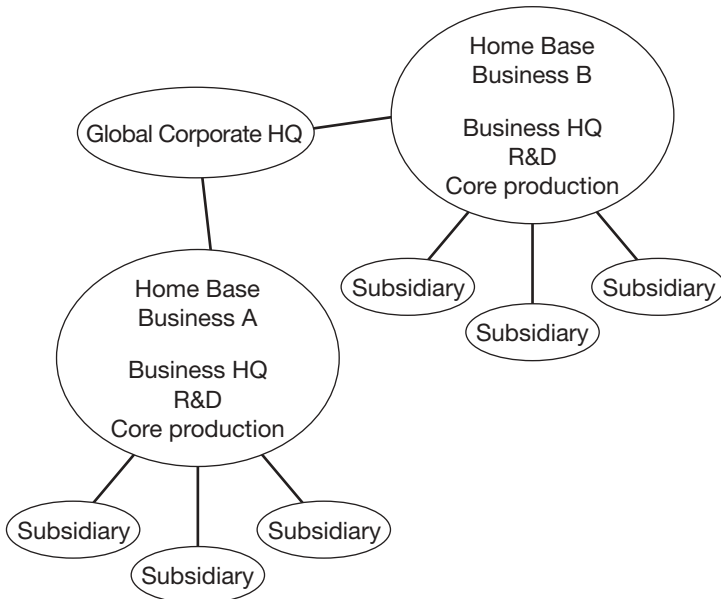 Home Base
Business B
Business HQ
R&D
Core production
Global Corporate HQ
Subsidiary
Subsidiary
Subsidiary
Home Base
Business A
Business HQ
R&D
Core production
Subsidiary
Subsidiary
Subsidiary